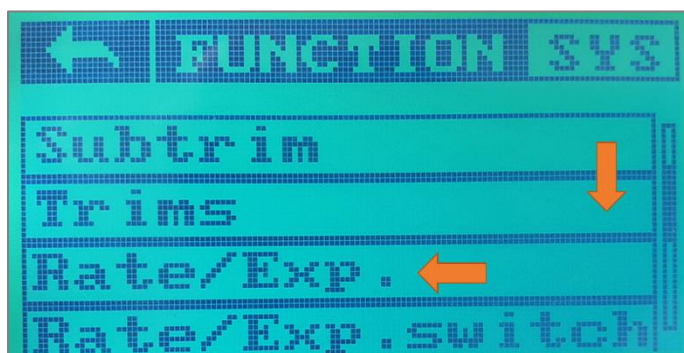 FUNCTION SYS
Subtrim
Trims
Rate/Exp.
Rate/Exp.switch